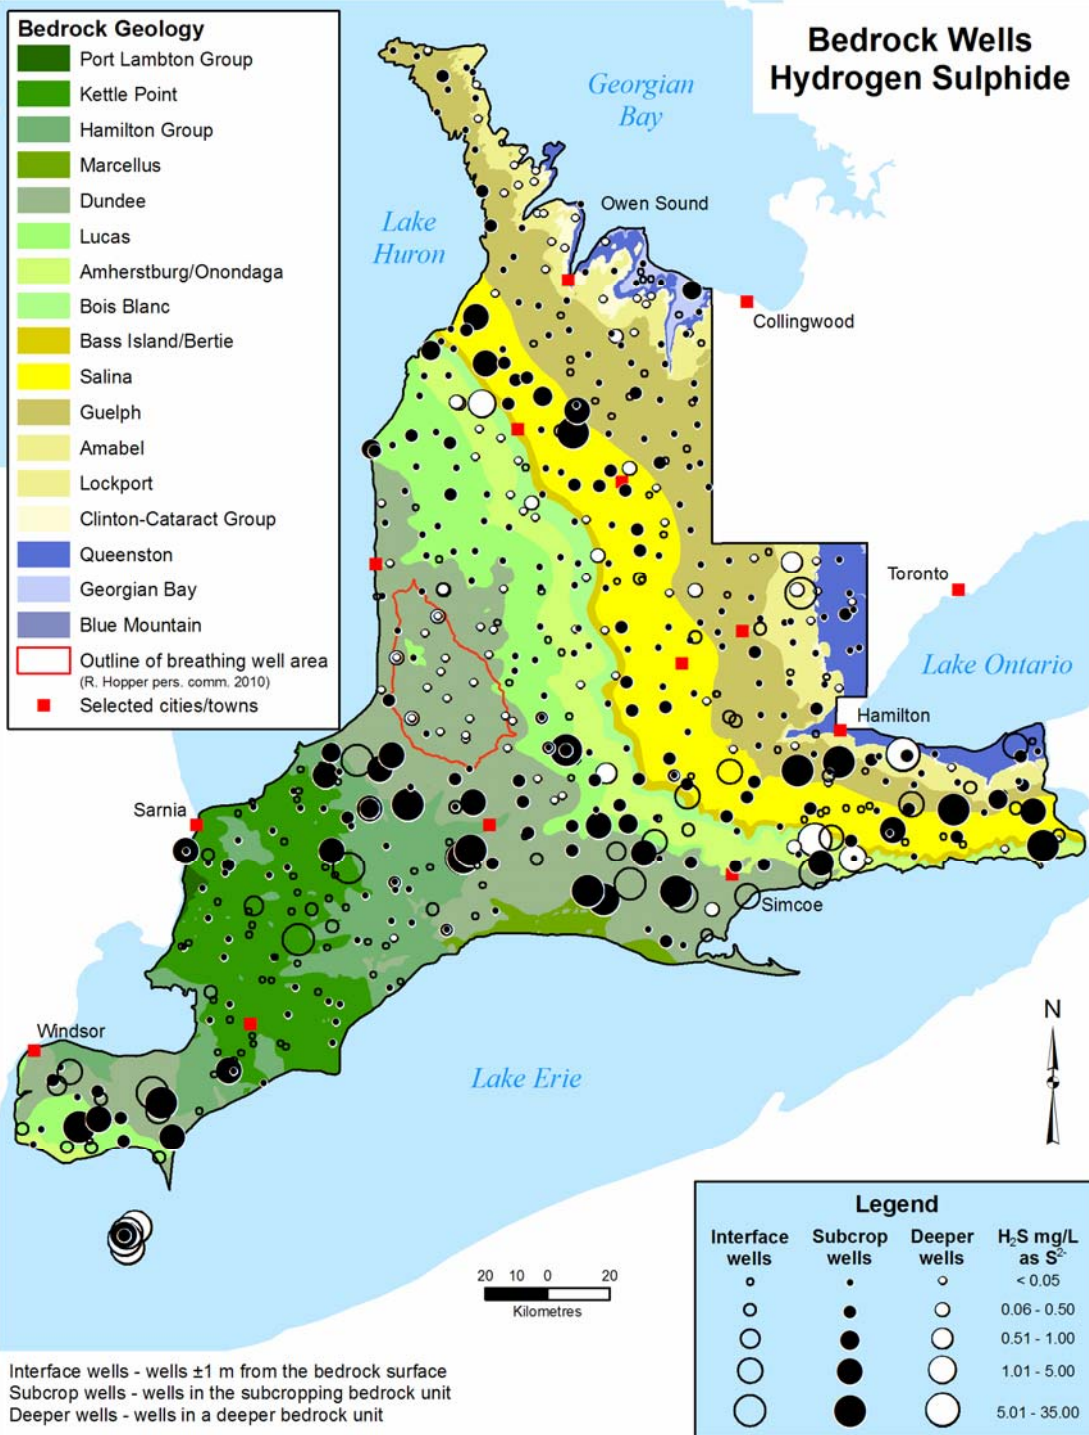 Bedrock Geology
Port Lambton Group
Kettle Point
Hamilton Group
Marcellus
Dundee
Lucas
Amherstburg/Onondaga
Bois Blanc
Bass Island/Bertie
Salina
Guelph
Amabel
Lockport
Clinton-Cataract Group
Queenston
Georgian Bay
Blue Mountain
Outline of breathing well area
(R. Hopper pers. comm. 2010)
Selected cities/towns
Bedrock Wells
Hydrogen Sulphide
Georgian
Bay
Owen Sound
Lake
Huron
Collingwood
Toronto
Lake Ontario
Hamilton
Sarnia
Simcoe
Windsor
Lake Erie
N
20 10 0 20
Kilometres
Legend
Interface
wells
Subcrop
wells
Deeper
wells
H₂S mg/L
as S²⁻
< 0.05
0.06 - 0.50
0.51 - 1.00
1.01 - 5.00
5.01 - 35.00
Interface wells - wells ±1 m from the bedrock surface
Subcrop wells - wells in the subcropping bedrock unit
Deeper wells - wells in a deeper bedrock unit